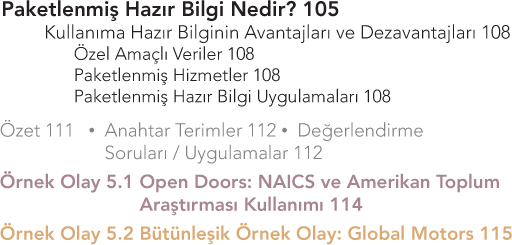 Paketlenmiş Hazır Bilgi Nedir? 105
Kullanıma Hazır Bilginin Avantajları ve Dezavantajları 108
Özel Amaçlı Veriler 108
Paketlenmiş Hizmetler 108
Paketlenmiş Hazır Bilgi Uygulamaları 108
Özet 111 • Anahtar Terimler 112 • Değerlendirme
Soruları / Uygulamalar 112
Örnek Olay 5.1 Open Doors: NAICS ve Amerikan Toplum
Araştırması Kullanımı 114
Örnek Olay 5.2 Bütünleşik Örnek Olay: Global Motors 115